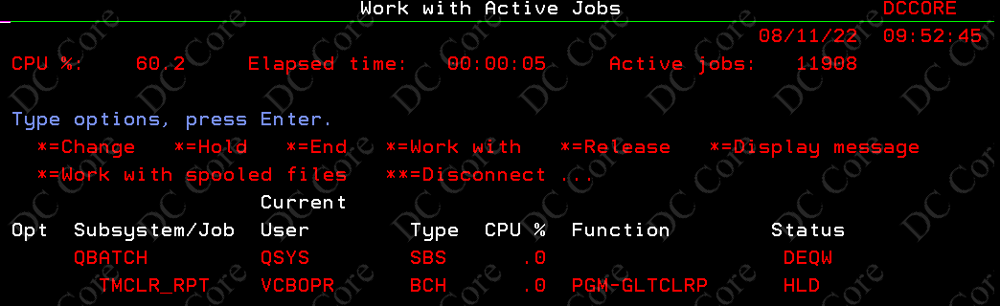 Work with Active Jobs DCCORE
08/11/22 09:52:45
CPU %: 60.2 Elapsed time: 00:00:05 Active jobs: 11908
Type options, press Enter.
*=Change *=Hold *=End *=Work with *=Release *=Display message
*=Work with spooled files **=Disconnect ...
Current
Opt Subsystem/Job User Type CPU % Function Status
QBATCH QSYS SBS .0 DEQW
TMCLR_RPT VCBOPR BCH .0 PGM-GLTCLRP HLD
DC Core